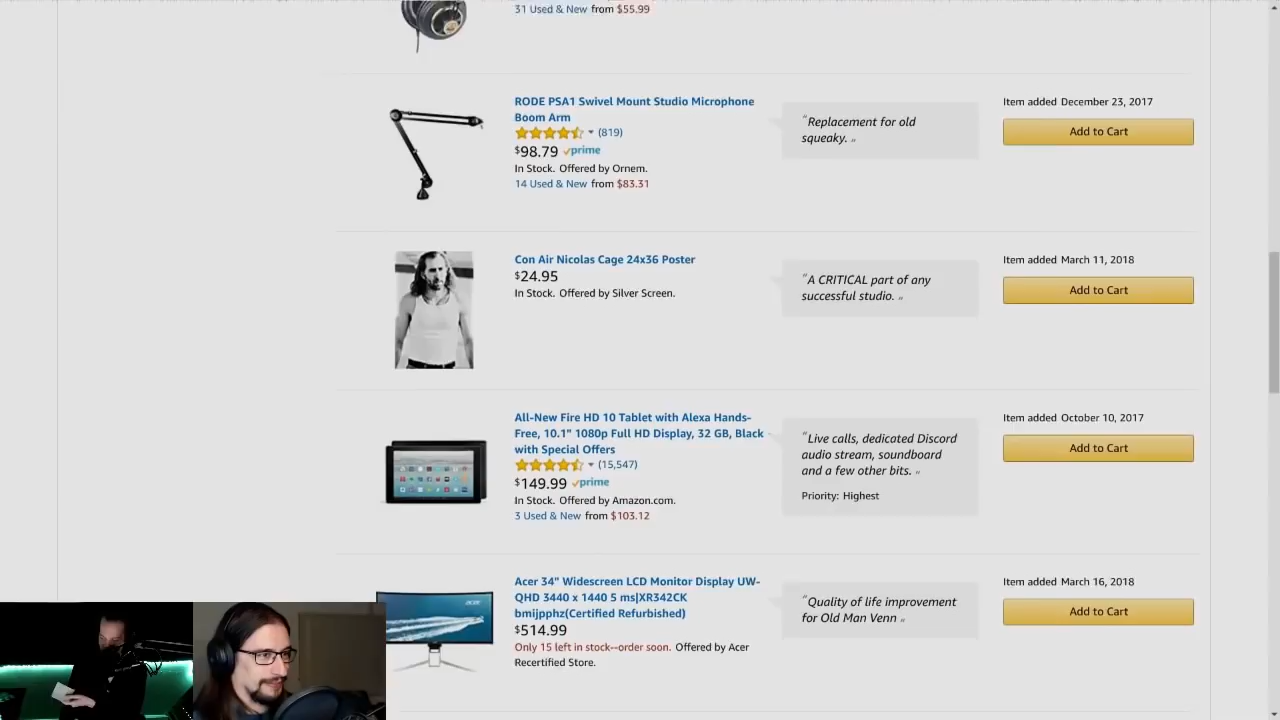 31 Used & New from $55.99
RODE PSA1 Swivel Mount Studio Microphone
Boom Arm
(819)
$98.79 prime
In Stock. Offered by Ornem.
14 Used & New from $83.31
"Replacement for old
squeaky. "
Item added December 23, 2017
Add to Cart
Con Air Nicolas Cage 24x36 Poster
$24.95
In Stock. Offered by Silver Screen.
"A CRITICAL part of any
successful studio. "
Item added March 11, 2018
Add to Cart
All-New Fire HD 10 Tablet with Alexa Hands-
Free, 10.1" 1080p Full HD Display, 32 GB, Black
with Special Offers
(15,547)
$149.99 prime
In Stock. Offered by Amazon.com.
3 Used & New from $103.12
"Live calls, dedicated Discord
audio stream, soundboard
and a few other bits. "
Priority: Highest
Item added October 10, 2017
Add to Cart
acer
Acer 34" Widescreen LCD Monitor Display UW-
QHD 3440 x 1440 5 ms|XR342CK
bmijpphz(Certified Refurbished)
$514.99
Only 15 left in stock--order soon. Offered by Acer
Recertified Store.
"Quality of life improvement
for Old Man Venn "
Item added March 16, 2018
Add to Cart